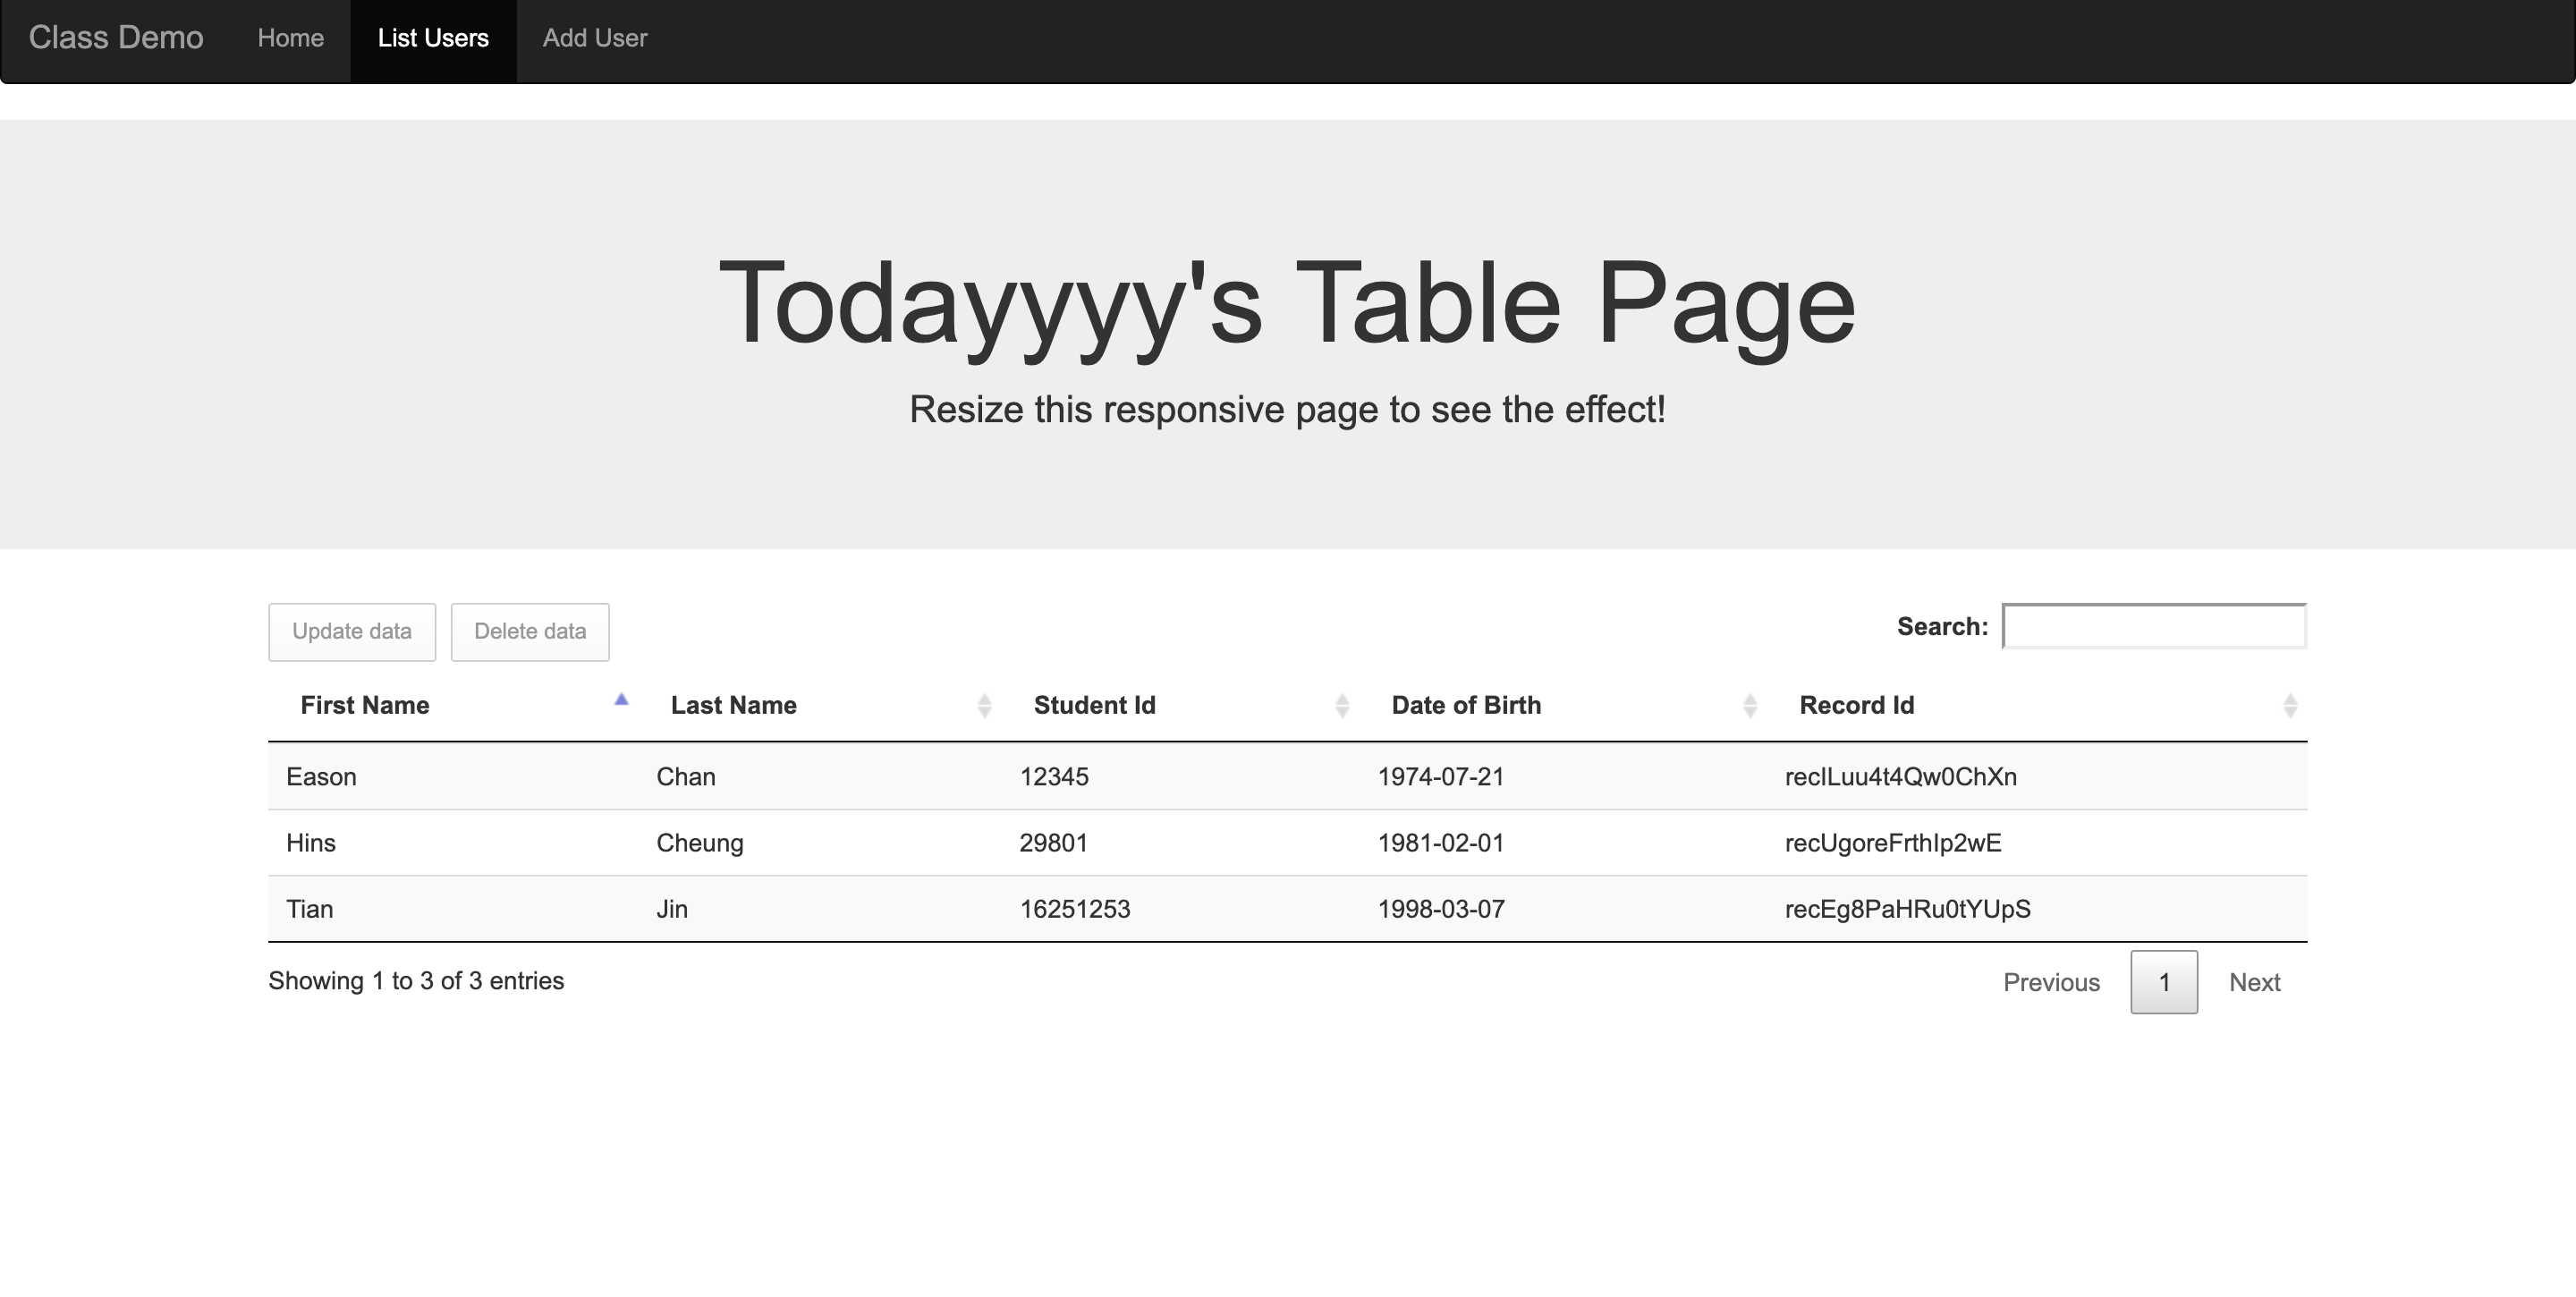 Class Demo Home List Users Add User
Todayyyy's Table Page
Resize this responsive page to see the effect!
Update data Delete data Search:
First Name Last Name Student Id Date of Birth Record Id
Eason Chan 12345 1974-07-21 recILuu4t4Qw0ChXn
Hins Cheung 29801 1981-02-01 recUgoreFrthIp2wE
Tian Jin 16251253 1998-03-07 recEg8PaHRu0tYUpS
Showing 1 to 3 of 3 entries Previous 1 Next